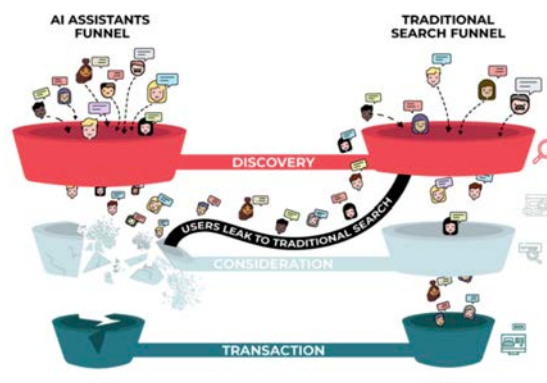 AI ASSISTANTS
FUNNEL
TRADITIONAL
SEARCH FUNNEL
DISCOVERY
USERS LEAK TO TRADITIONAL SEARCH
CONSIDERATION
TRANSACTION